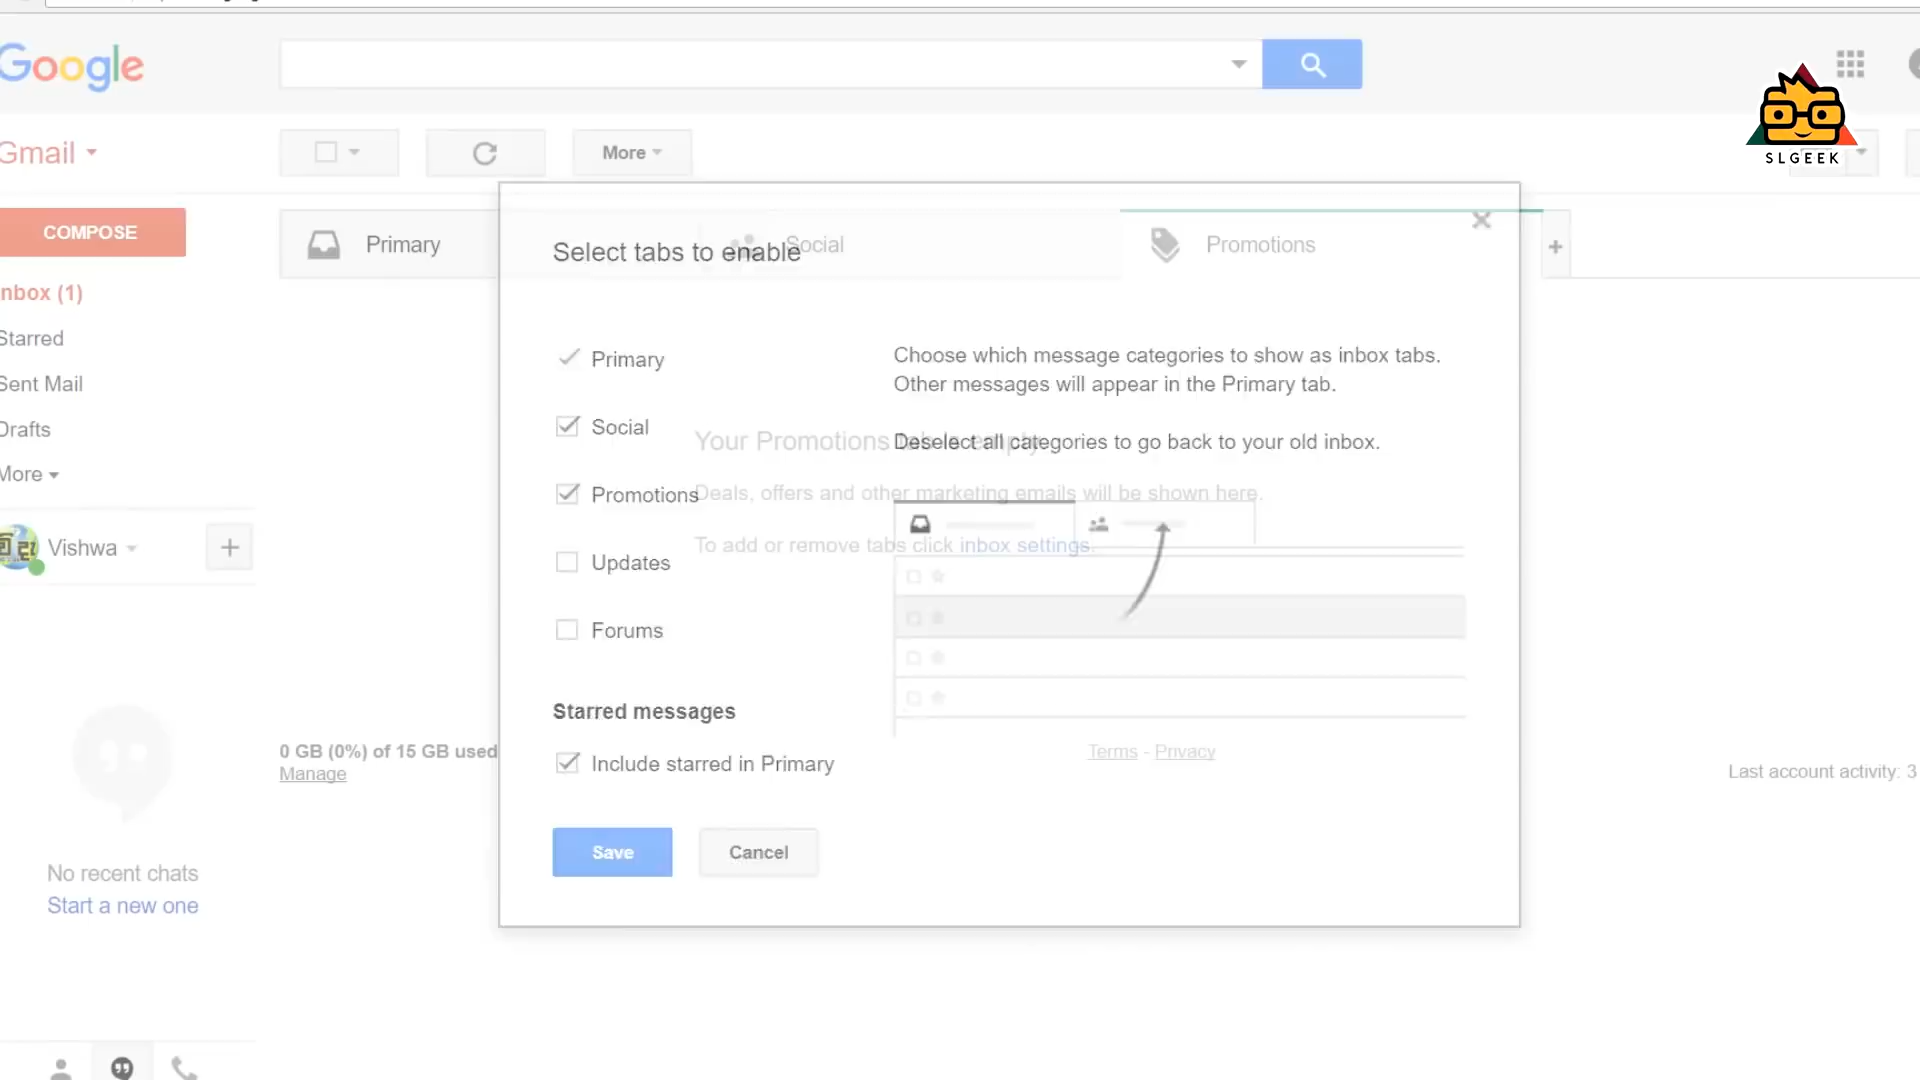 Google
SLGEEK
Gmail
More
COMPOSE
Primary
Social
Promotions
+
Select tabs to enable
nbox (1)
Starred
Sent Mail
Drafts
More
Vishwa
Primary
Social
Promotions
Updates
Forums
Choose which message categories to show as inbox tabs.
Other messages will appear in the Primary tab.
Deselect all categories to go back to your old inbox.
Your Promotions
Deals, offers and other marketing emails will be shown here.
To add or remove tabs click inbox settings.
Starred messages
Include starred in Primary
0 GB (0%) of 15 GB used
Manage
Terms - Privacy
Last account activity: 3
Save
Cancel
No recent chats
Start a new one